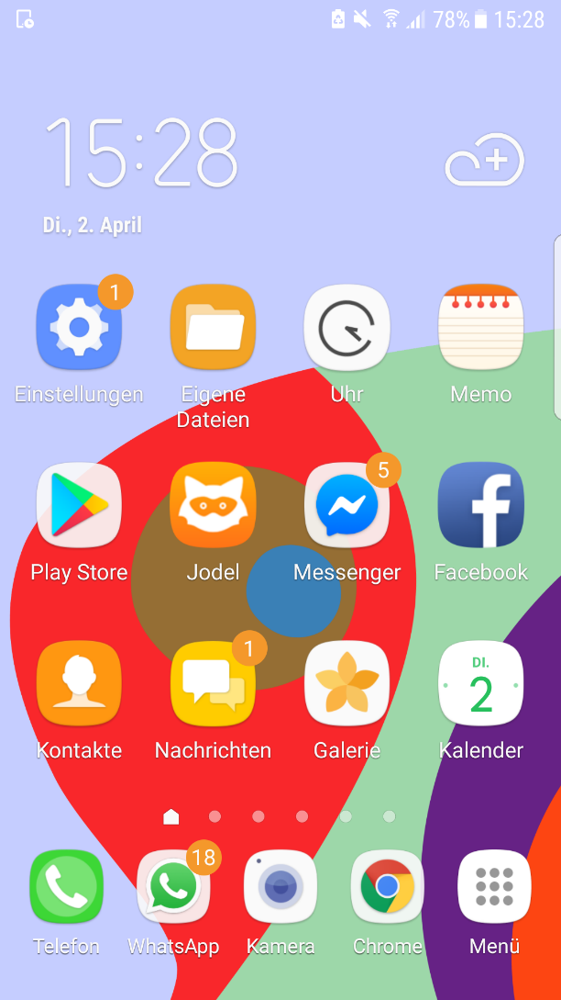 78% 15:28
15:28
Di., 2. April
1
Einstellungen
Eigene
Dateien
Uhr
Memo
5
Play Store
Jodel
Messenger
Facebook
1
DI.
2
Kontakte
Nachrichten
Galerie
Kalender
18
Telefon
WhatsApp
Kamera
Chrome
Menü